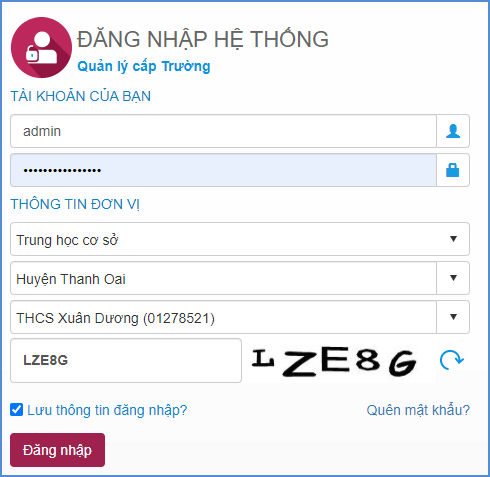 ĐĂNG NHẬP HỆ THỐNG
Quản lý cấp Trường
TÀI KHOẢN CỦA BẠN
admin
••••••••••••••••
THÔNG TIN ĐƠN VỊ
Trung học cơ sở
Huyện Thanh Oai
THCS Xuân Dương (01278521)
LZE8G LZE8G
Lưu thông tin đăng nhập? Quên mật khẩu?
Đăng nhập